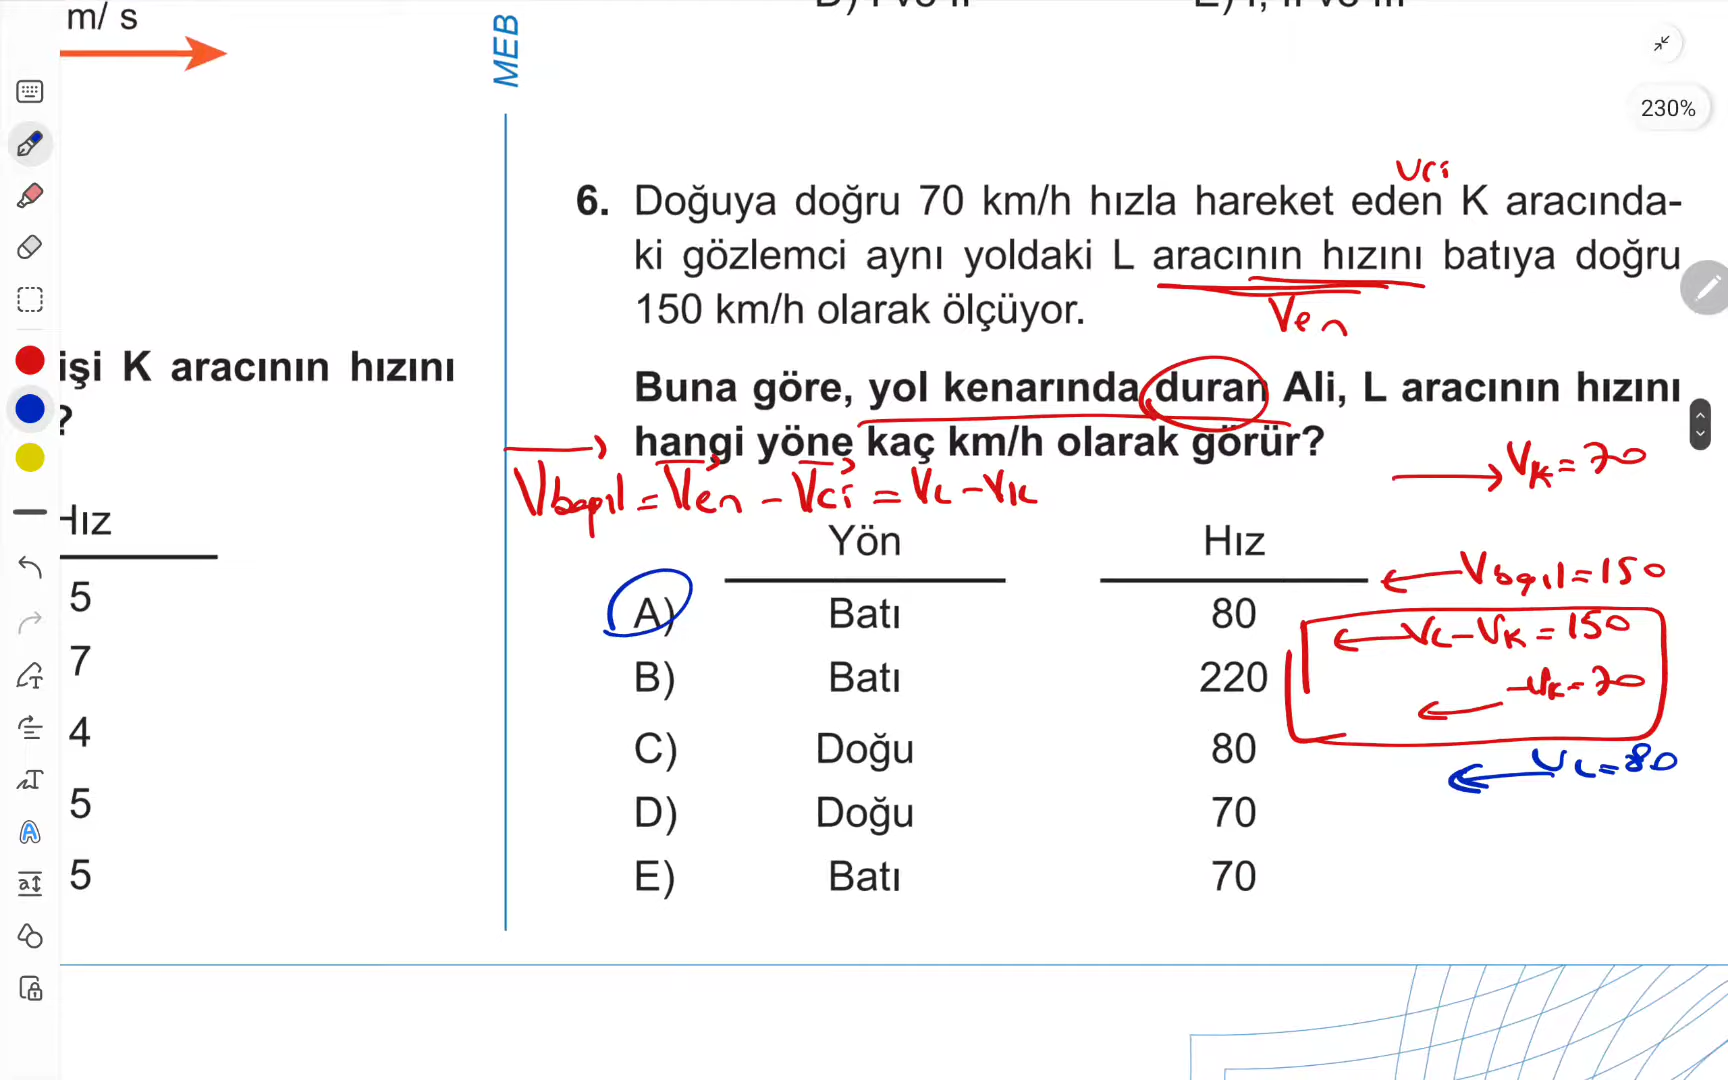 m/ s
MEB
230%
Vci
6. Doğuya doğru 70 km/h hızla hareket eden K aracında-
ki gözlemci aynı yoldaki L aracının hızını batıya doğru
150 km/h olarak ölçüyor.
Ven
Buna göre, yol kenarında duran Ali, L aracının hızını
hangi yöne kaç km/h olarak görür?
Vbağıl = Ven - Vci = VL - VK
VK = 70
Yön Hız
Vbağıl = 150
A) Batı 80
VL - VK = 150
B) Batı 220
-VK = 70
C) Doğu 80
VL = 80
D) Doğu 70
E) Batı 70
işi K aracının hızını
?
Hız
5
7
4
5
5